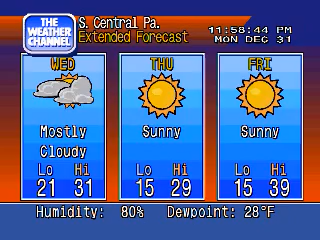 THE
WEATHER
CHANNEL
S. Central Pa.
Extended Forecast
11:58:44 PM
MON DEC 31
WED
THU
FRI
Mostly
Cloudy
Sunny
Sunny
Lo Hi
21 31
Lo Hi
15 29
Lo Hi
15 39
Humidity: 80% Dewpoint: 28°F